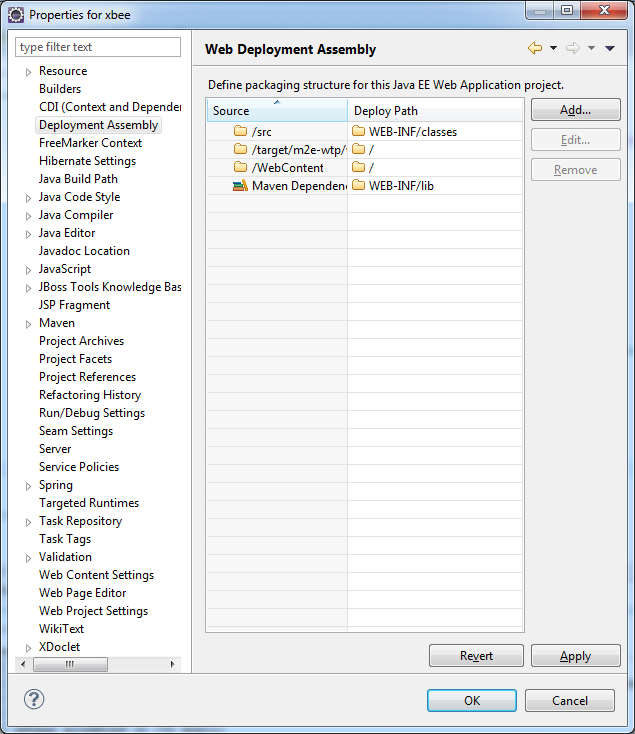 Properties for xbee
type filter text
Resource
Builders
CDI (Context and Depender
Deployment Assembly
FreeMarker Context
Hibernate Settings
Java Build Path
Java Code Style
Java Compiler
Java Editor
Javadoc Location
JavaScript
JBoss Tools Knowledge Bas
JSP Fragment
Maven
Project Archives
Project Facets
Project References
Refactoring History
Run/Debug Settings
Seam Settings
Server
Service Policies
Spring
Targeted Runtimes
Task Repository
Task Tags
Validation
Web Content Settings
Web Page Editor
Web Project Settings
WikiText
XDoclet
Web Deployment Assembly
Define packaging structure for this Java EE Web Application project.
Source Deploy Path
/src WEB-INF/classes
/target/m2e-wtp/ /
/WebContent /
Maven Dependen WEB-INF/lib
Add...
Edit...
Remove
Revert Apply
OK Cancel